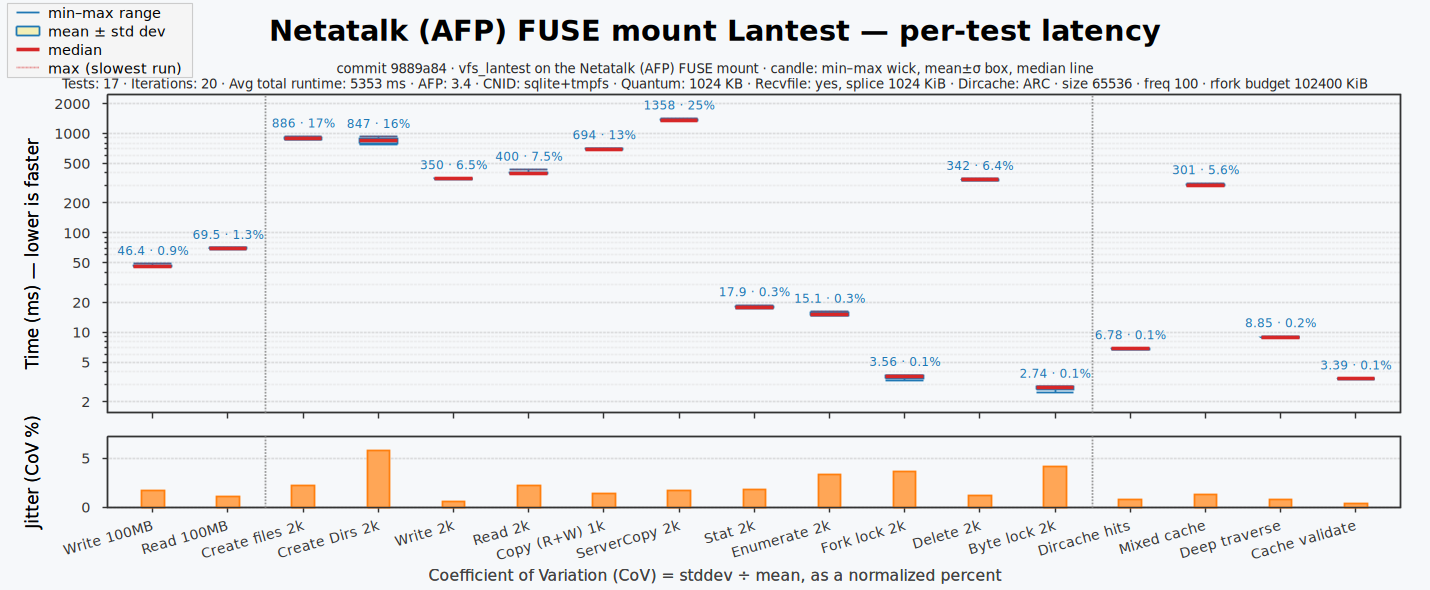 min–max range
mean ± std dev
median
max (slowest run)
Netatalk (AFP) FUSE mount Lantest — per-test latency
commit 9889a84 · vfs_lantest on the Netatalk (AFP) FUSE mount · candle: min–max wick, mean±σ box, median line
Tests: 17 · Iterations: 20 · Avg total runtime: 5353 ms · AFP: 3.4 · CNID: sqlite+tmpfs · Quantum: 1024 KB · Recvfile: yes, splice 1024 KiB · Dircache: ARC · size 65536 · freq 100 · rfork budget 102400 KiB
Time (ms) — lower is faster
2000
1000
500
200
100
50
20
10
5
2
46.4 · 0.9%
69.5 · 1.3%
886 · 17%
847 · 16%
350 · 6.5%
400 · 7.5%
694 · 13%
1358 · 25%
17.9 · 0.3%
15.1 · 0.3%
3.56 · 0.1%
342 · 6.4%
2.74 · 0.1%
6.78 · 0.1%
301 · 5.6%
8.85 · 0.2%
3.39 · 0.1%
Jitter (CoV %)
5
0
Write 100MB
Read 100MB
Create files 2k
Create Dirs 2k
Write 2k
Read 2k
Copy (R+W) 1k
ServerCopy 2k
Stat 2k
Enumerate 2k
Fork lock 2k
Delete 2k
Byte lock 2k
Dircache hits
Mixed cache
Deep traverse
Cache validate
Coefficient of Variation (CoV) = stddev ÷ mean, as a normalized percent